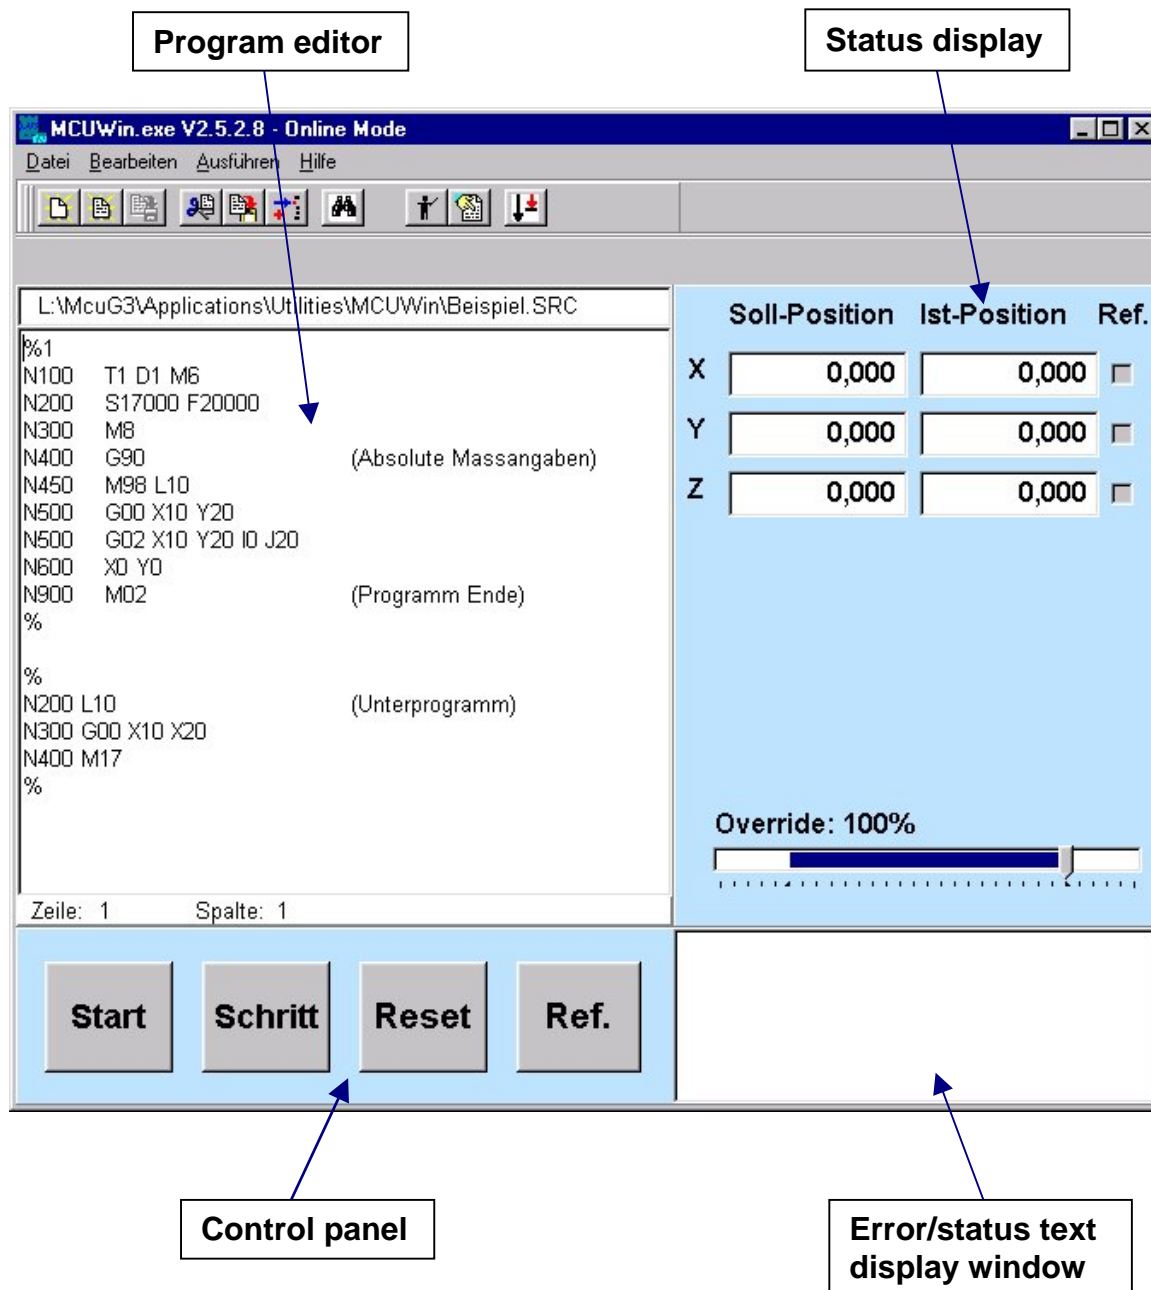 Program editor
Status display
MCUWin.exe V2.5.2.8 - Online Mode
Datei Bearbeiten Ausführen Hilfe
L:\McuG3\Applications\Utilities\MCUWin\Beispiel.SRC
%1
N100 T1 D1 M6
N200 S17000 F20000
N300 M8
N400 G90 (Absolute Massangaben)
N450 M98 L10
N500 G00 X10 Y20
N500 G02 X10 Y20 I0 J20
N600 X0 Y0
N900 M02 (Programm Ende)
%
%
N200 L10 (Unterprogramm)
N300 G00 X10 X20
N400 M17
%
Zeile: 1 Spalte: 1
Soll-Position Ist-Position Ref.
X 0,000 0,000
Y 0,000 0,000
Z 0,000 0,000
Override: 100%
Start Schritt Reset Ref.
Control panel
Error/status text
display window